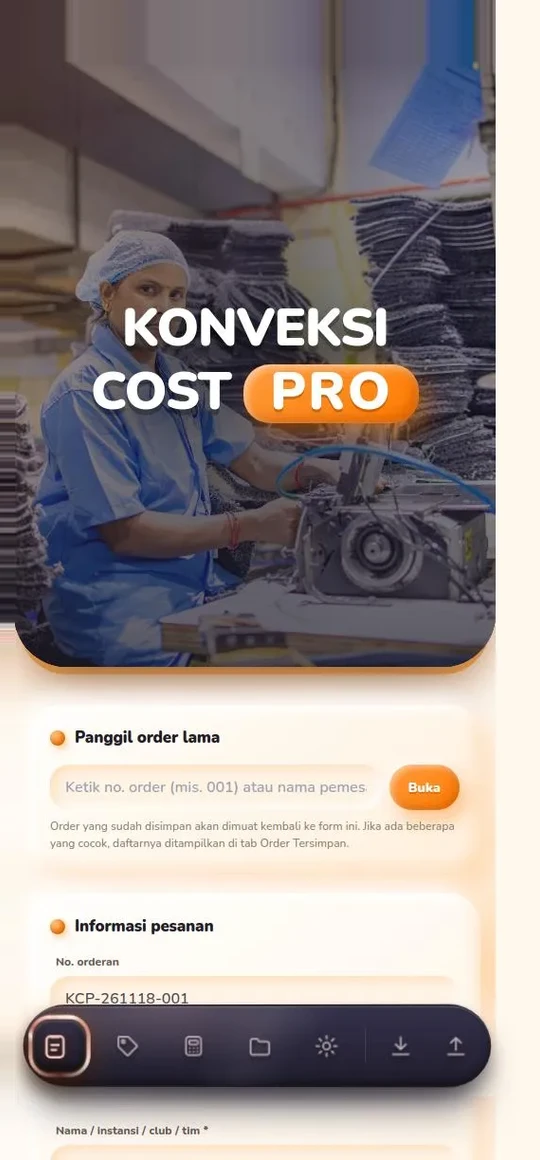 KONVEKSI
COST PRO
Panggil order lama
Ketik no. order (mis. 001) atau nama pemes
Buka
Order yang sudah disimpan akan dimuat kembali ke form ini. Jika ada beberapa
yang cocok, daftarnya ditampilkan di tab Order Tersimpan.
Informasi pesanan
No. orderan
KCP-261118-001
Nama / instansi / club / tim *